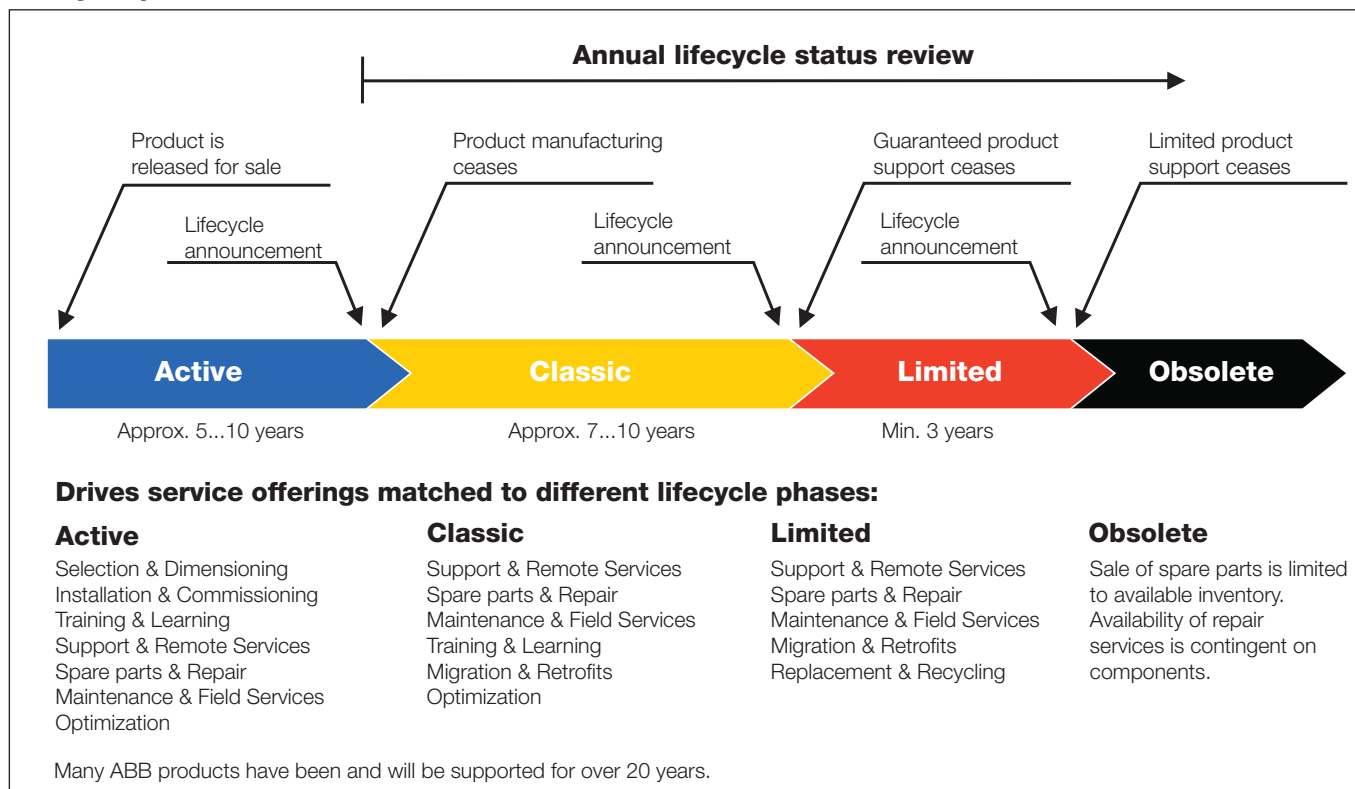 Annual lifecycle status review
Product is
released for sale
Product manufacturing
ceases
Guaranteed product
support ceases
Limited product
support ceases
Lifecycle
announcement
Lifecycle
announcement
Lifecycle
announcement
Active
Classic
Limited
Obsolete
Approx. 5...10 years
Approx. 7...10 years
Min. 3 years
Drives service offerings matched to different lifecycle phases:
Active
Selection & Dimensioning
Installation & Commissioning
Training & Learning
Support & Remote Services
Spare parts & Repair
Maintenance & Field Services
Optimization
Classic
Support & Remote Services
Spare parts & Repair
Maintenance & Field Services
Training & Learning
Migration & Retrofits
Optimization
Limited
Support & Remote Services
Spare parts & Repair
Maintenance & Field Services
Migration & Retrofits
Replacement & Recycling
Obsolete
Sale of spare parts is limited
to available inventory.
Availability of repair
services is contingent on
components.
Many ABB products have been and will be supported for over 20 years.